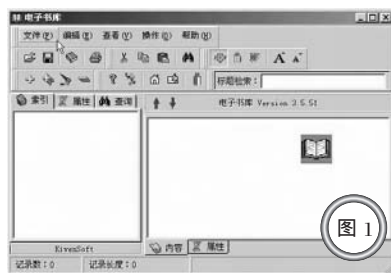 电子书库
文件(F) 编辑(E) 查看(V) 操作(O) 帮助(H)
A A
标题检索：
索引 属性 查询
电子书库 Version 3.5.51
KivenSoft
内容 属性
记录数：0 记录长度：0
图 1